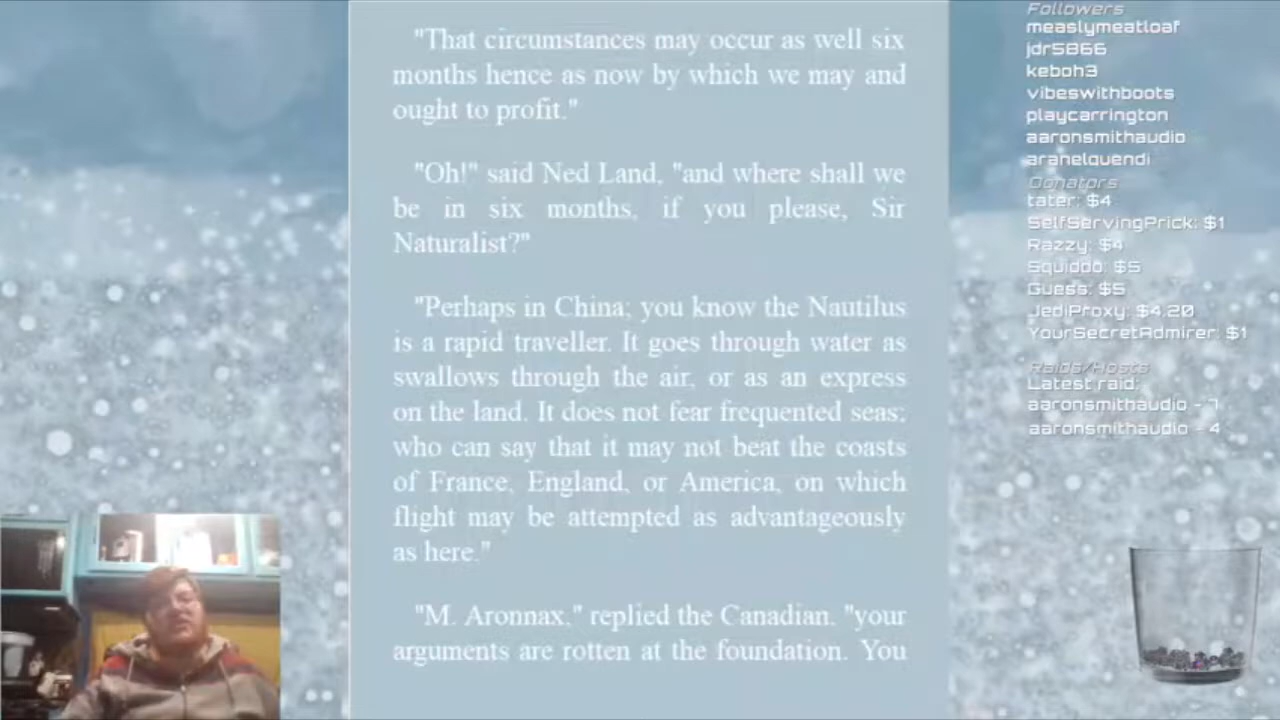 "That circumstances may occur as well six
months hence as now by which we may and
ought to profit."
"Oh!" said Ned Land, "and where shall we
be in six months, if you please, Sir
Naturalist?"
"Perhaps in China; you know the Nautilus
is a rapid traveller. It goes through water as
swallows through the air, or as an express
on the land. It does not fear frequented seas;
who can say that it may not beat the coasts
of France, England, or America, on which
flight may be attempted as advantageously
as here."
"M. Aronnax," replied the Canadian, "your
arguments are rotten at the foundation. You
Followers
measlymeatloaf
jdr5866
keboh3
vibeswithboots
playcarrington
aaronsmithaudio
aranelquendi
Donators
tater: $4
SelfServingPrick: $1
Razzy: $4
Squidoo: $5
Guess: $5
JediProxy: $4.20
YourSecretAdmirer: $1
Raids/Hosts
Latest raid:
aaronsmithaudio - 7
aaronsmithaudio - 4